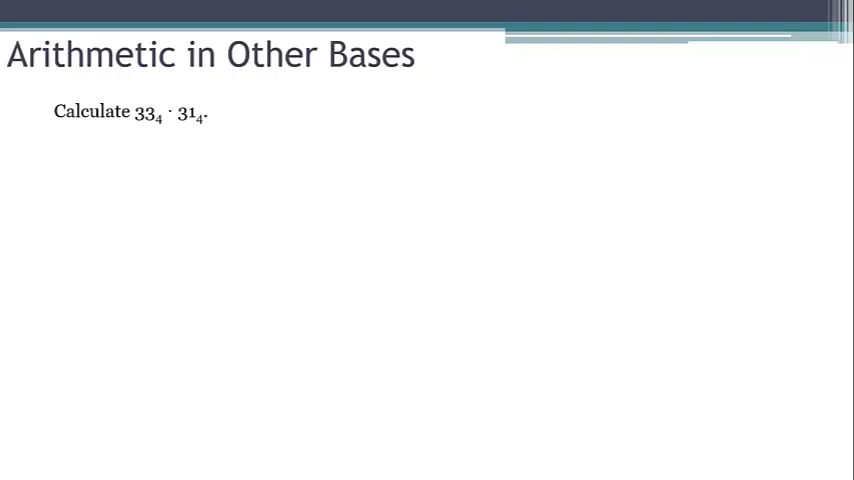 Arithmetic in Other Bases
Calculate 33₄ · 31₄.